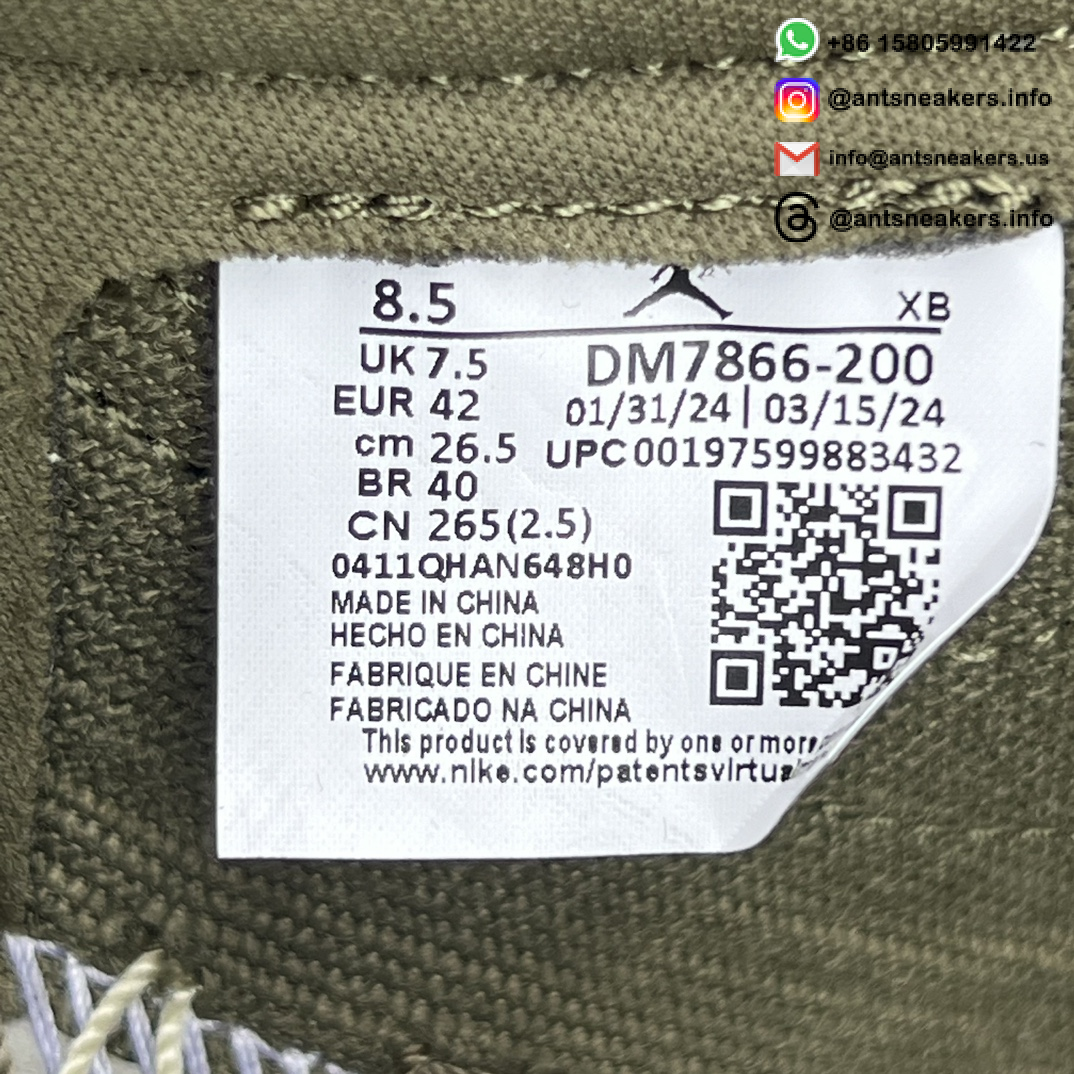 +86 15805991422
@antsneakers.info
info@antsneakers.us
@antsneakers.info
8.5 XB
UK 7.5 DM7866-200
EUR 42 01/31/24 | 03/15/24
cm 26.5 UPC00197599883432
BR 40
CN 265(2.5)
0411QHAN648H0
MADE IN CHINA
HECHO EN CHINA
FABRIQUE EN CHINE
FABRICADO NA CHINA
This product is covered by one or more
www.nike.com/patentsvirtual